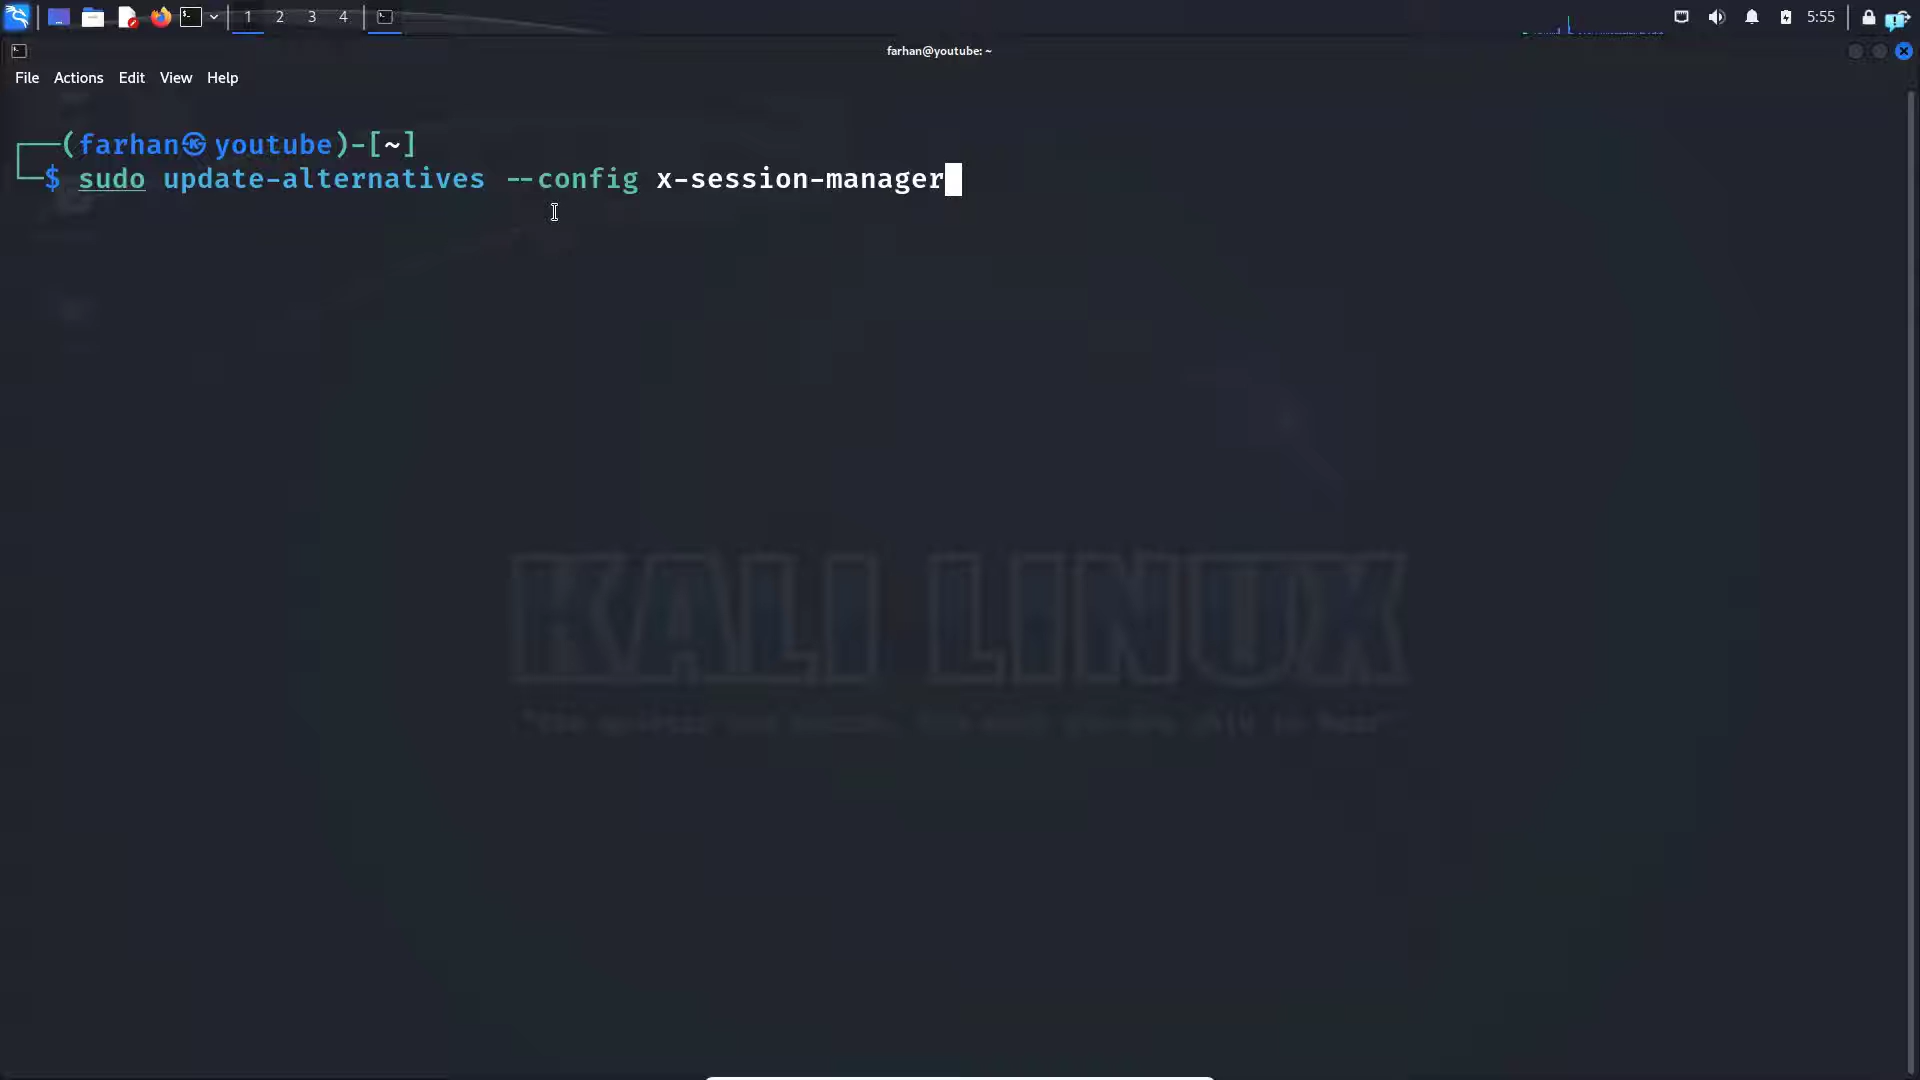 1 2 3 4 5:55
farhan@youtube: ~
File Actions Edit View Help
┌──(farhan㉿youtube)-[~]
└─$ sudo update-alternatives --config x-session-manager
KALI LINUX